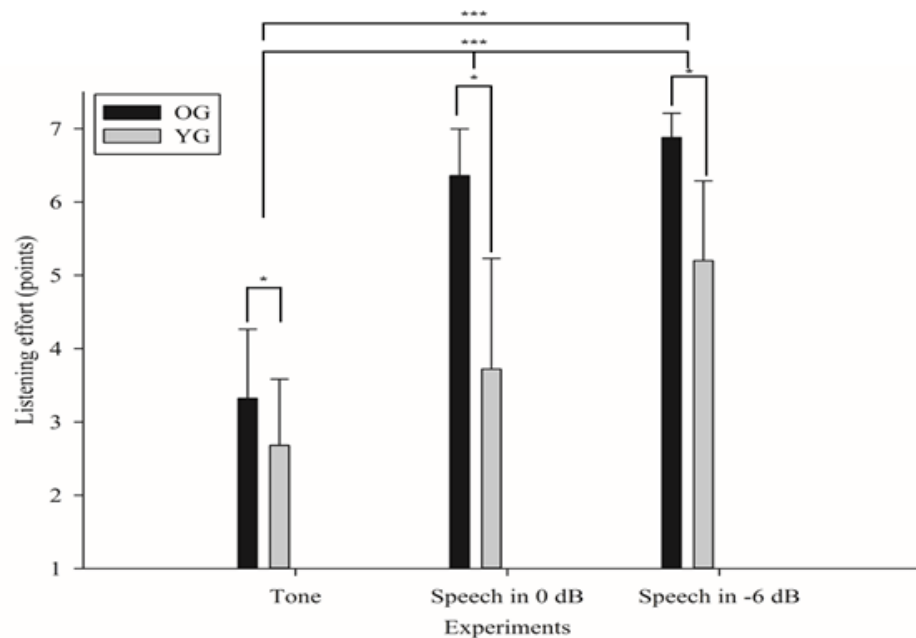 ***
***
*
*
*
OG
YG
7
6
5
4
3
2
1
Listening effort (points)
Tone
Speech in 0 dB
Speech in -6 dB
Experiments